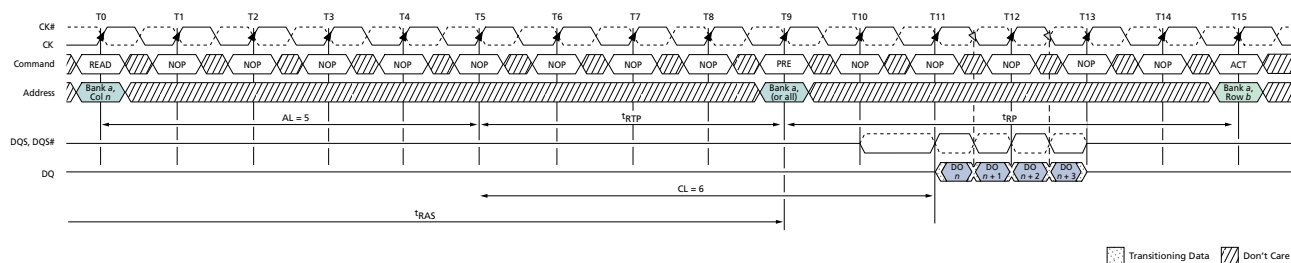 T0 T1 T2 T3 T4 T5 T6 T7 T8 T9 T10 T11 T12 T13 T14 T15
CK#
CK
Command READ NOP NOP NOP NOP NOP NOP NOP NOP PRE NOP NOP NOP NOP NOP ACT
Address Bank a, Col n Bank a, (or all) Bank a, Row b
AL = 5 tRTP tRP
DQS, DQS#
DQ DO n DO n + 1 DO n + 2 DO n + 3
CL = 6
tRAS
Transitioning Data Don't Care